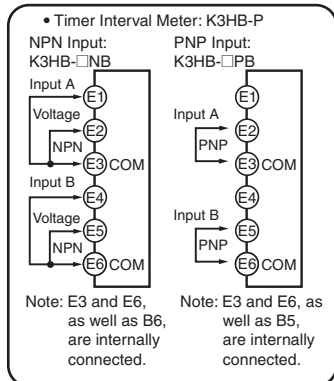 • Timer Interval Meter: K3HB-P
NPN Input:
K3HB-□NB
Input A
Voltage
NPN
Input B
Voltage
NPN
E1
E2
E3 COM
E4
E5
E6 COM
Note: E3 and E6,
as well as B6,
are internally
connected.
PNP Input:
K3HB-□PB
Input A
PNP
Input B
PNP
E1
E2
E3 COM
E4
E5
E6 COM
Note: E3 and E6, as
well as B5,
are internally
connected.